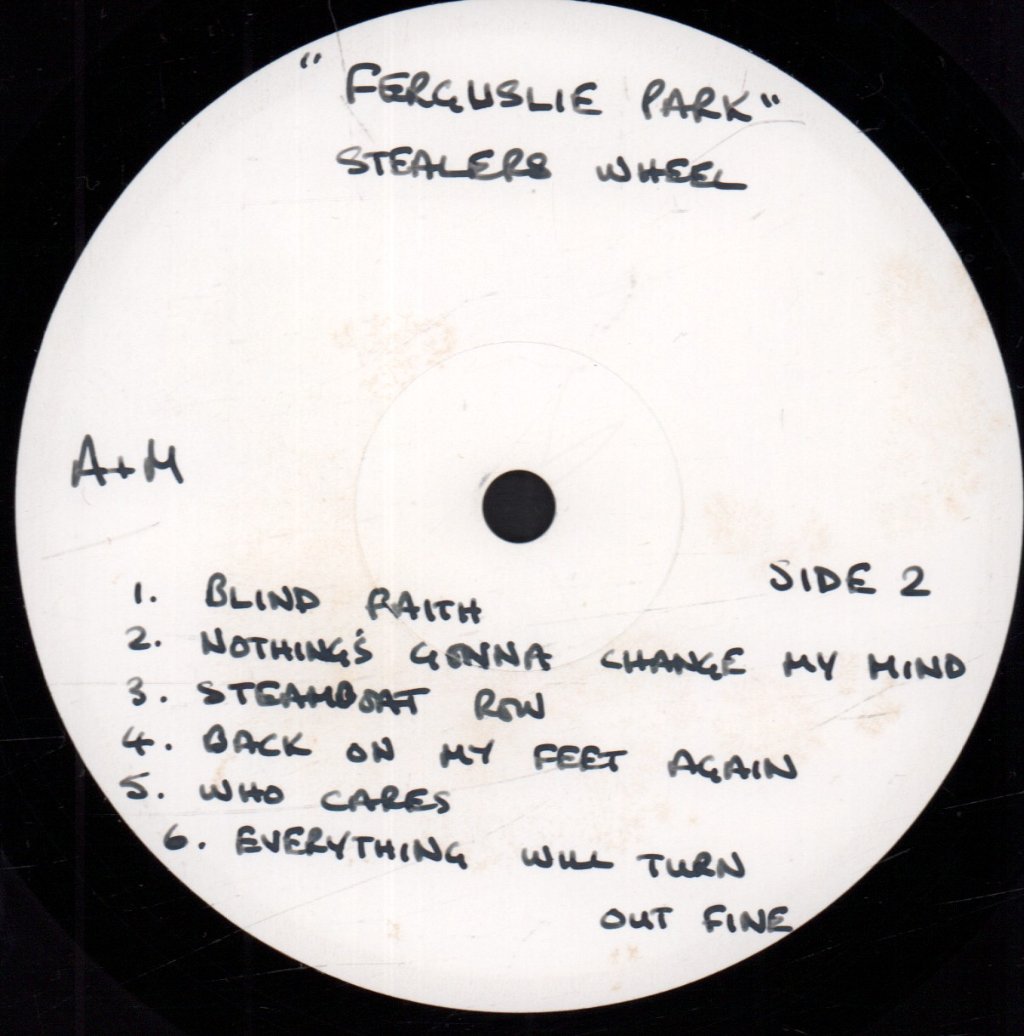 "FERGUSLIE PARK"
STEALERS WHEEL
A+M
SIDE 2
1. BLIND FAITH
2. NOTHING'S GONNA CHANGE MY MIND
3. STEAMBOAT ROW
4. BACK ON MY FEET AGAIN
5. WHO CARES
6. EVERYTHING WILL TURN
OUT FINE